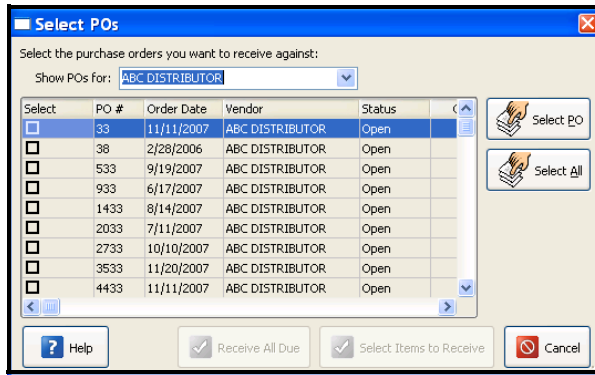 Select POs
Select the purchase orders you want to receive against:
Show POs for: ABC DISTRIBUTOR
Select PO # Order Date Vendor Status
33 11/11/2007 ABC DISTRIBUTOR Open
38 2/28/2006 ABC DISTRIBUTOR Open
533 9/19/2007 ABC DISTRIBUTOR Open
933 6/17/2007 ABC DISTRIBUTOR Open
1433 8/14/2007 ABC DISTRIBUTOR Open
2033 7/11/2007 ABC DISTRIBUTOR Open
2733 10/10/2007 ABC DISTRIBUTOR Open
3533 11/20/2007 ABC DISTRIBUTOR Open
4433 11/11/2007 ABC DISTRIBUTOR Open
Select PO
Select All
Help Receive All Due Select Items to Receive Cancel